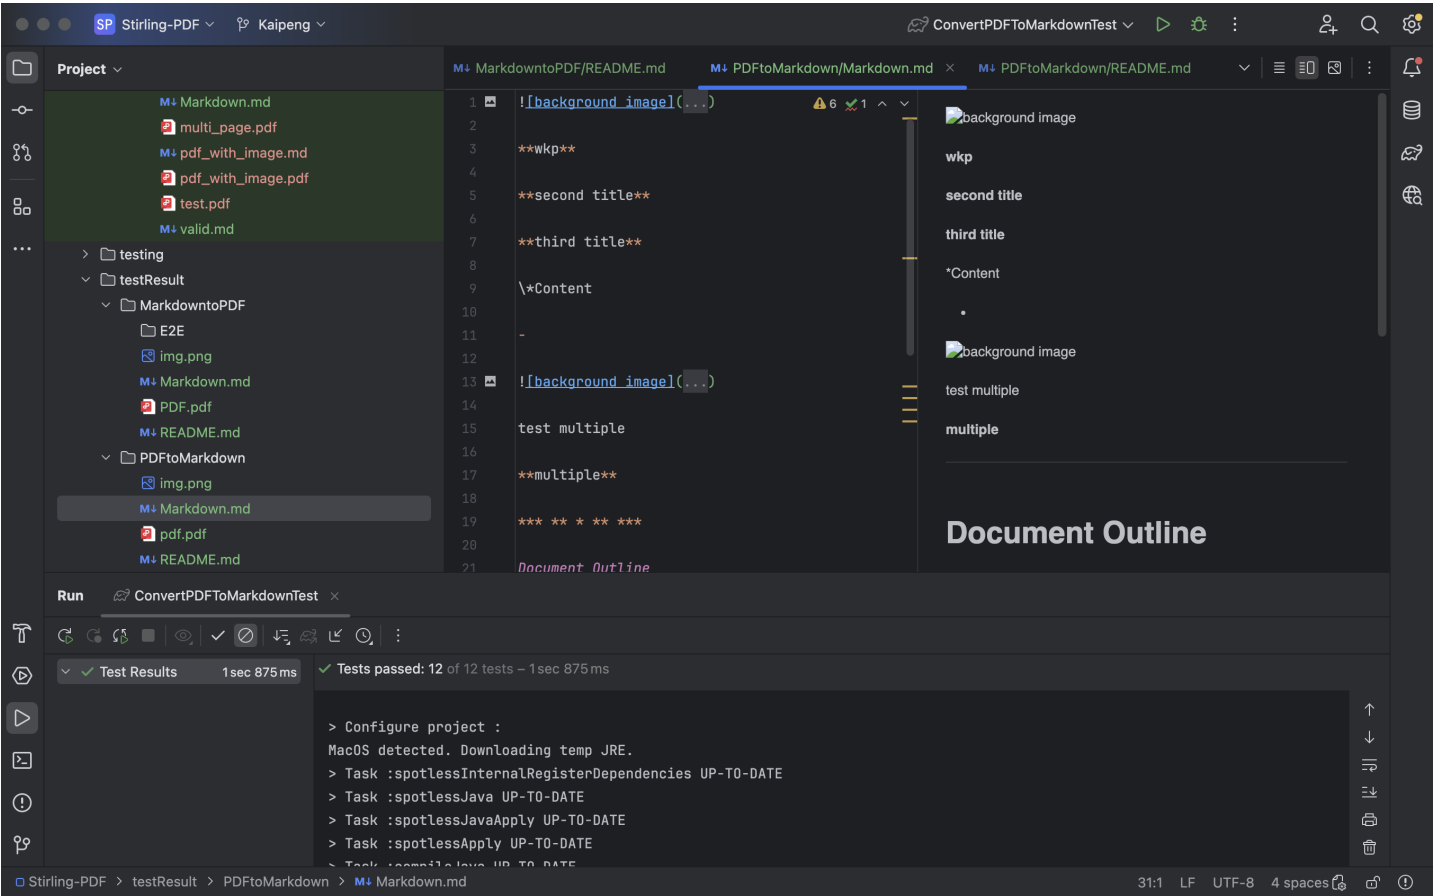 SP Stirling-PDF Kaipeng ConvertPDFToMarkdownTest
Project
MarkdowntoPDF/README.md PDFtoMarkdown/Markdown.md PDFtoMarkdown/README.md
Markdown.md
multi_page.pdf
pdf_with_image.md
pdf_with_image.pdf
test.pdf
valid.md
testing
testResult
MarkdowntoPDF
E2E
img.png
Markdown.md
PDF.pdf
README.md
PDFtoMarkdown
img.png
Markdown.md
pdf.pdf
README.md
1 ![background image](...) 6 1
2
3 **wkp**
4
5 **second title**
6
7 **third title**
8
9 \*Content
10
11 -
12
13 ![background image](...)
14
15 test multiple
16
17 **multiple**
18
19 *** ** * ** ***
20
21 Document Outline
background image
wkp
second title
third title
*Content
•
background image
test multiple
multiple
Document Outline
Run ConvertPDFToMarkdownTest
Test Results 1 sec 875 ms
Tests passed: 12 of 12 tests – 1 sec 875 ms
> Configure project :
MacOS detected. Downloading temp JRE.
> Task :spotlessInternalRegisterDependencies UP-TO-DATE
> Task :spotlessJava UP-TO-DATE
> Task :spotlessJavaApply UP-TO-DATE
> Task :spotlessApply UP-TO-DATE
> Task :compileJava UP-TO-DATE
Stirling-PDF > testResult > PDFtoMarkdown > Markdown.md
31:1 LF UTF-8 4 spaces